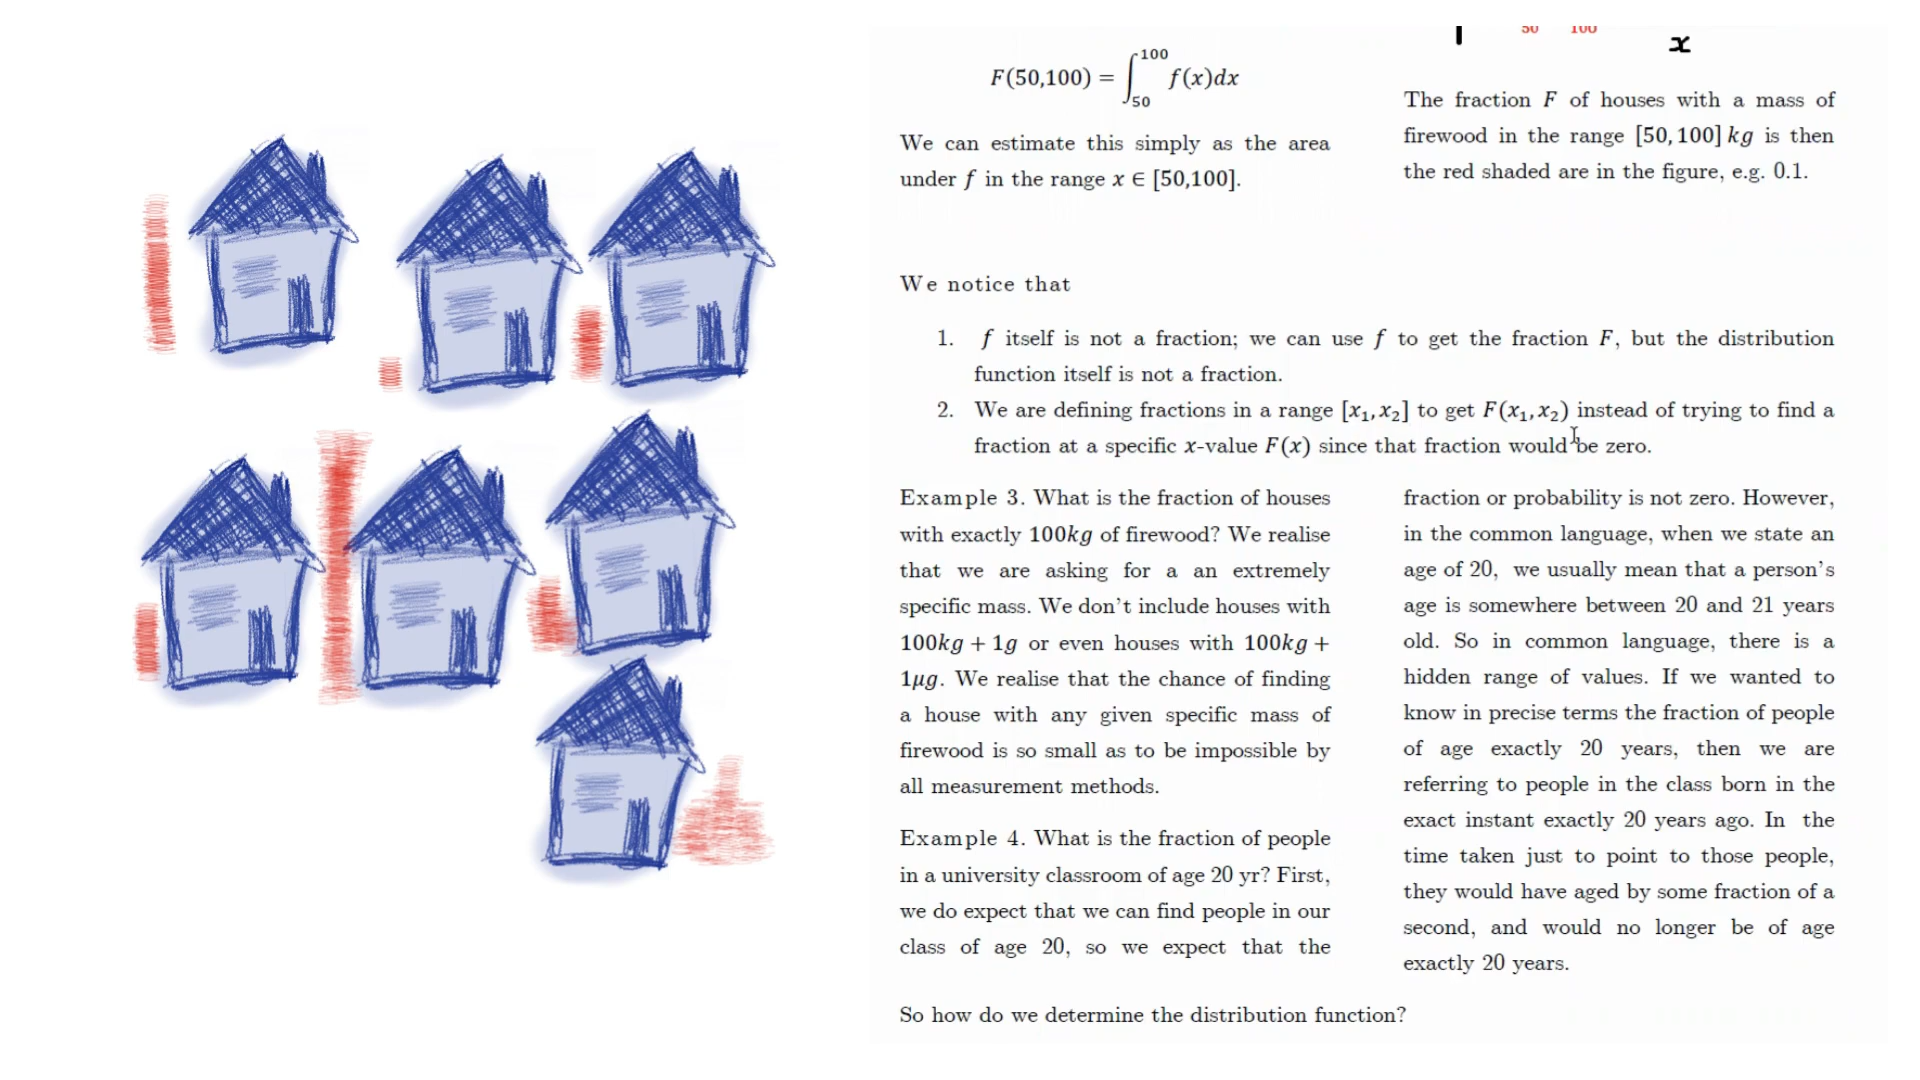 50 100
x
F(50,100) = ∫₅₀¹⁰⁰ f(x)dx
We can estimate this simply as the area
under f in the range x ∈ [50,100].
The fraction F of houses with a mass of
firewood in the range [50, 100] kg is then
the red shaded are in the figure, e.g. 0.1.
We notice that
1. f itself is not a fraction; we can use f to get the fraction F, but the distribution
function itself is not a fraction.
2. We are defining fractions in a range [x₁, x₂] to get F(x₁, x₂) instead of trying to find a
fraction at a specific x-value F(x) since that fraction would be zero.
Example 3. What is the fraction of houses
with exactly 100kg of firewood? We realise
that we are asking for a an extremely
specific mass. We don't include houses with
100kg + 1g or even houses with 100kg +
1μg. We realise that the chance of finding
a house with any given specific mass of
firewood is so small as to be impossible by
all measurement methods.
Example 4. What is the fraction of people
in a university classroom of age 20 yr? First,
we do expect that we can find people in our
class of age 20, so we expect that the
fraction or probability is not zero. However,
in the common language, when we state an
age of 20, we usually mean that a person's
age is somewhere between 20 and 21 years
old. So in common language, there is a
hidden range of values. If we wanted to
know in precise terms the fraction of people
of age exactly 20 years, then we are
referring to people in the class born in the
exact instant exactly 20 years ago. In the
time taken just to point to those people,
they would have aged by some fraction of a
second, and would no longer be of age
exactly 20 years.
So how do we determine the distribution function?